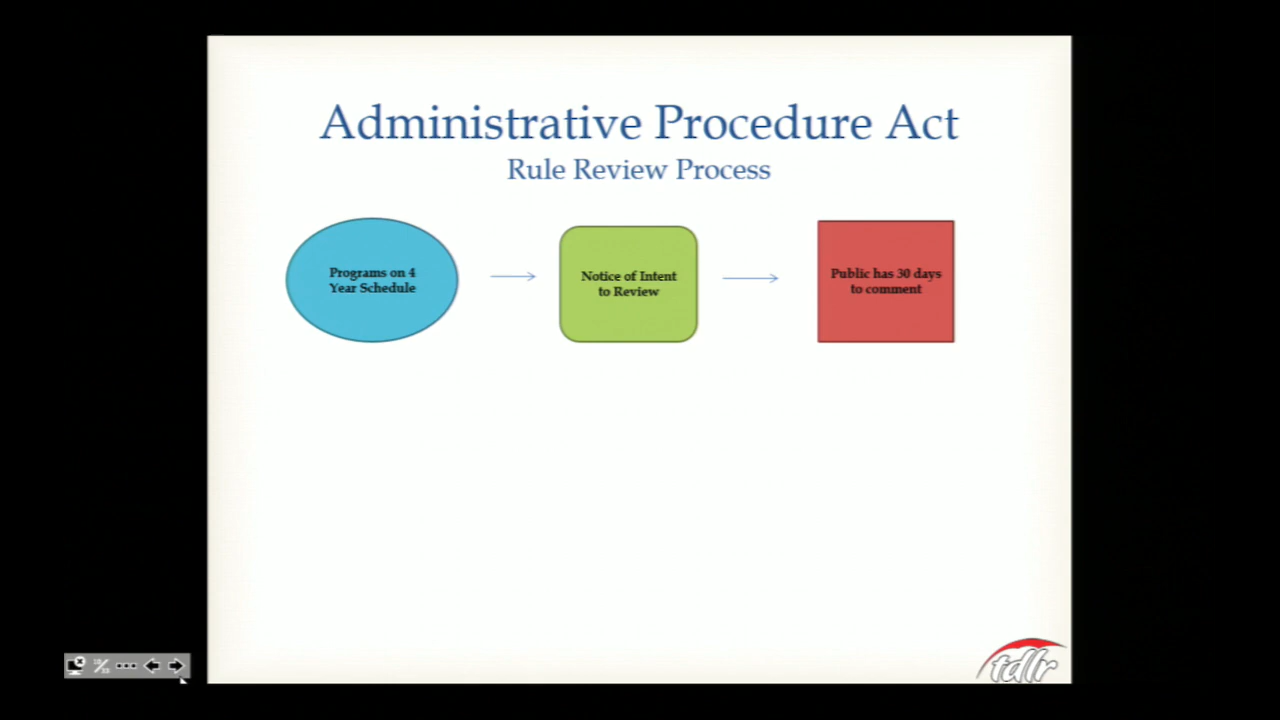 Administrative Procedure Act
Rule Review Process
Programs on 4
Year Schedule
Notice of Intent
to Review
Public has 30 days
to comment
tdlr